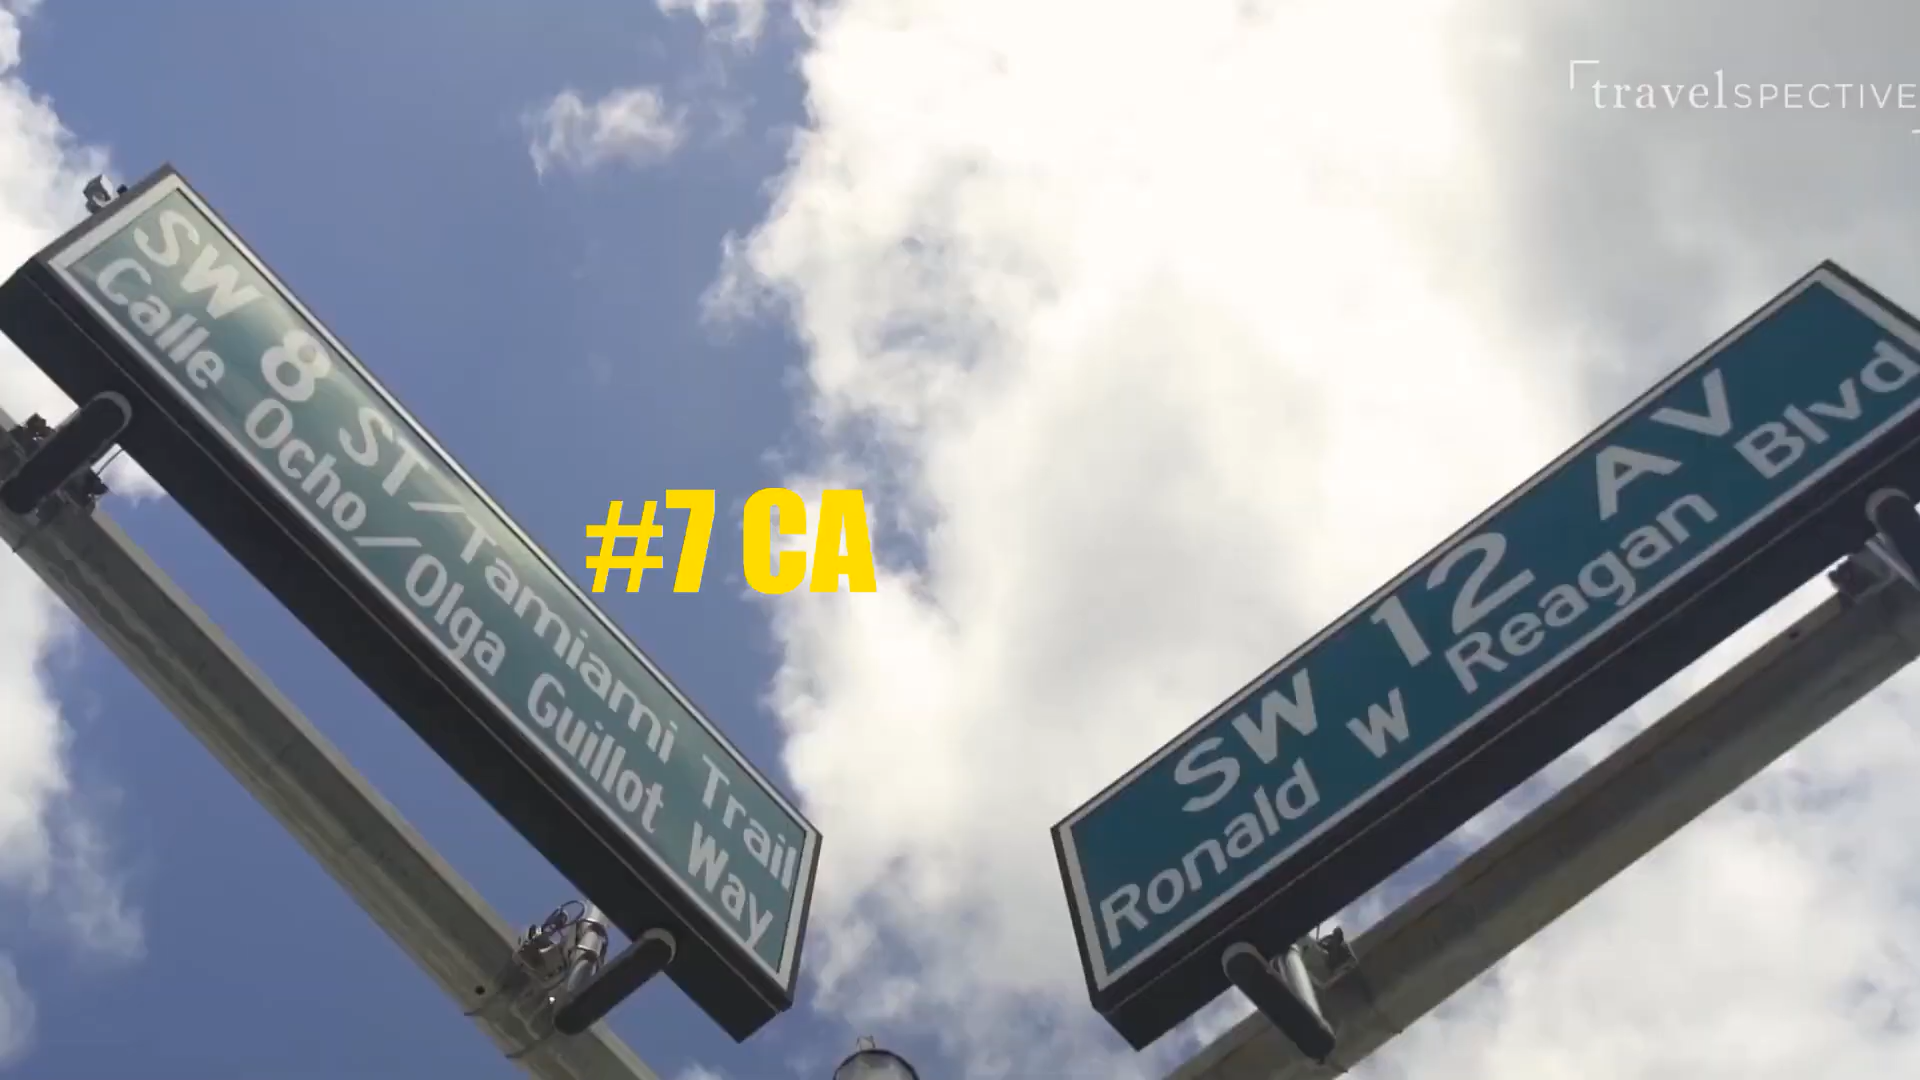 travelSPECTIVE
SW 8 ST/Tamiami Trail
Calle Ocho/Olga Guillot Way
#7 CA
SW 12 AV
Ronald W Reagan Blvd